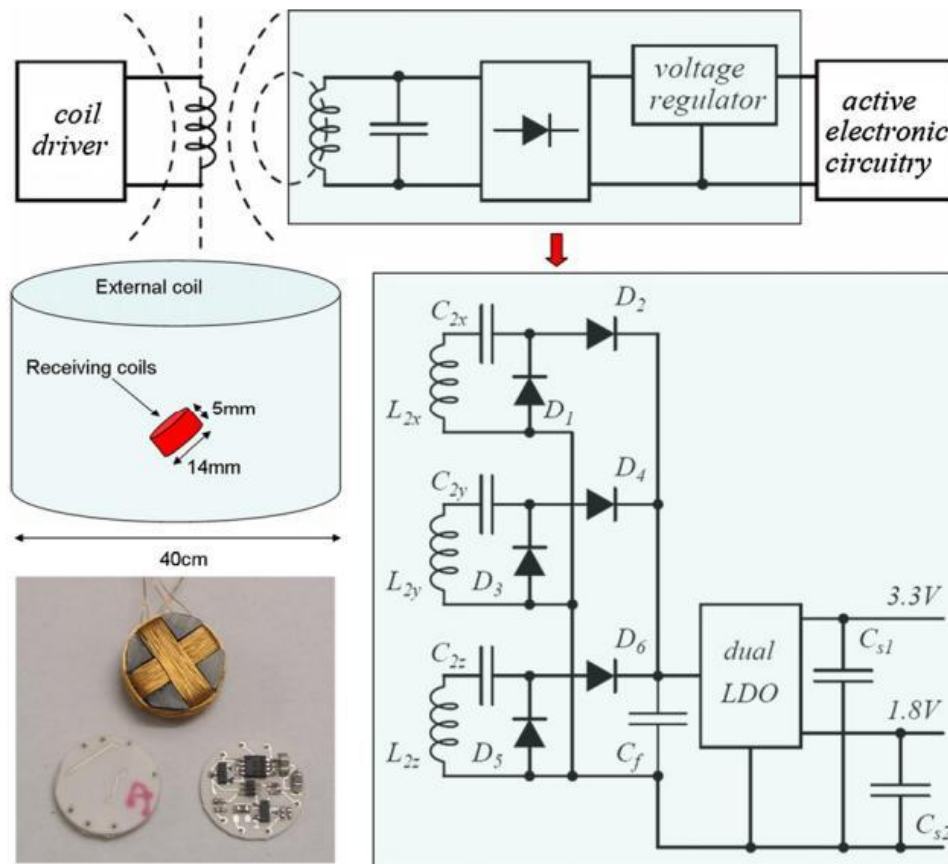 coil
driver
voltage
regulator
active
electronic
circuitry
External coil
Receiving coils
5mm
14mm
40cm
C2x
D2
L2x
D1
C2y
D4
L2y
D3
C2z
D6
L2z
D5
Cf
dual
LDO
3.3V
Cs1
1.8V
Cs2